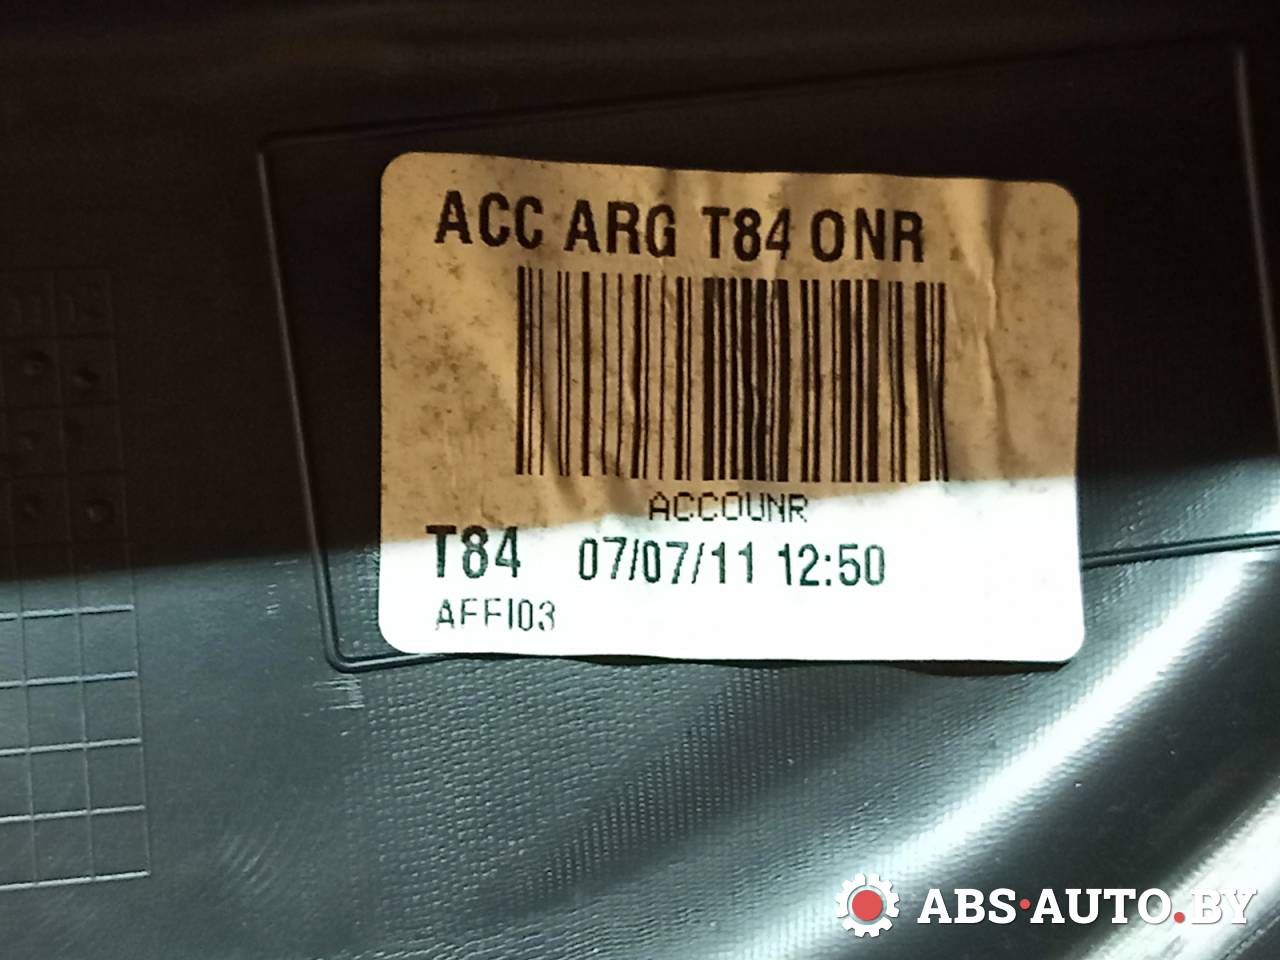 ACC ARG T84 ONR
ACCOUNR
T84 07/07/11 12:50
AFFI03
ABS·AUTO.BY